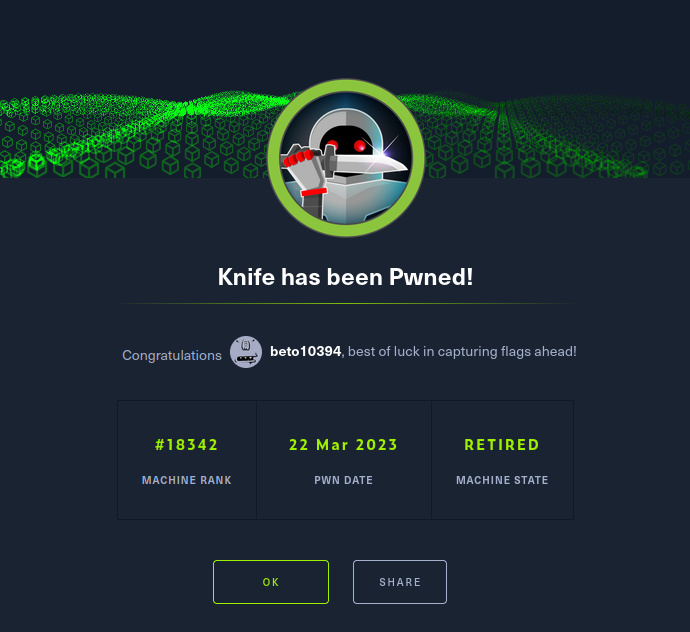 Knife has been Pwned!
Congratulations beto10394, best of luck in capturing flags ahead!
#18342 22 Mar 2023 RETIRED
MACHINE RANK PWN DATE MACHINE STATE
OK SHARE